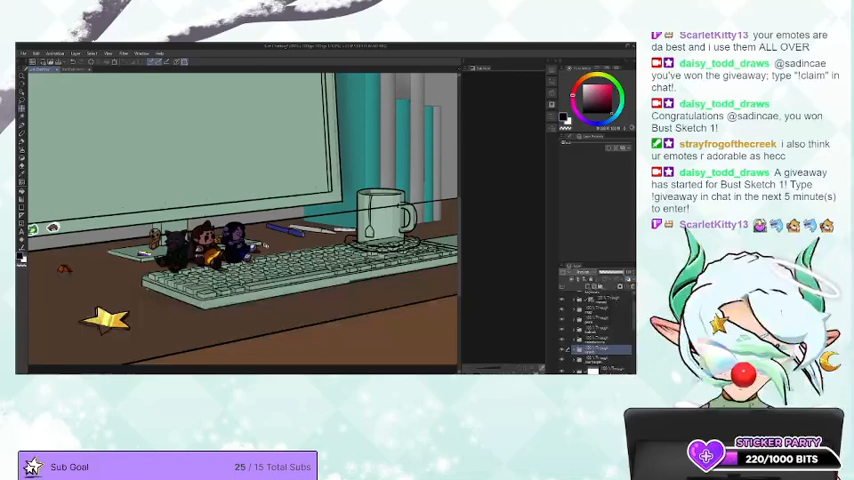 ScarletKitty13 your emotes are
da best and i use them ALL OVER
daisy_todd_draws @sadincae
you've won the giveaway; type "!claim" in
chat!.
daisy_todd_draws
Congratulations @sadincae, you won
Bust Sketch 1!
strayfrogofthecreek i also think
ur emotes r adorable as hecc
daisy_todd_draws A giveaway
has started for Bust Sketch 1! Type
!giveaway in chat in the next 5 minute(s)
to enter!
ScarletKitty13
STICKER PARTY
220/1000 BITS
Sub Goal
25 / 15 Total Subs